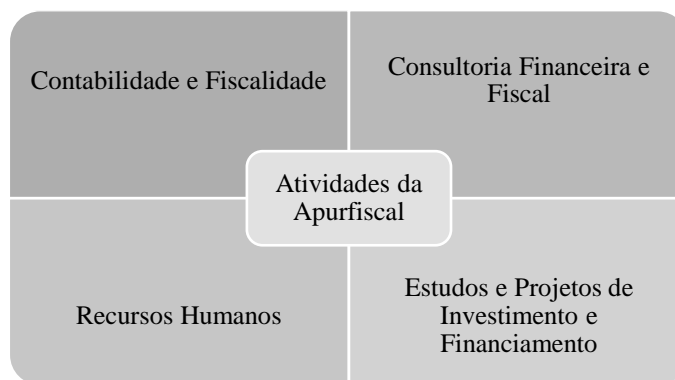 Contabilidade e Fiscalidade
Consultoria Financeira e
Fiscal
Atividades da
Apurfiscal
Recursos Humanos
Estudos e Projetos de
Investimento e
Financiamento